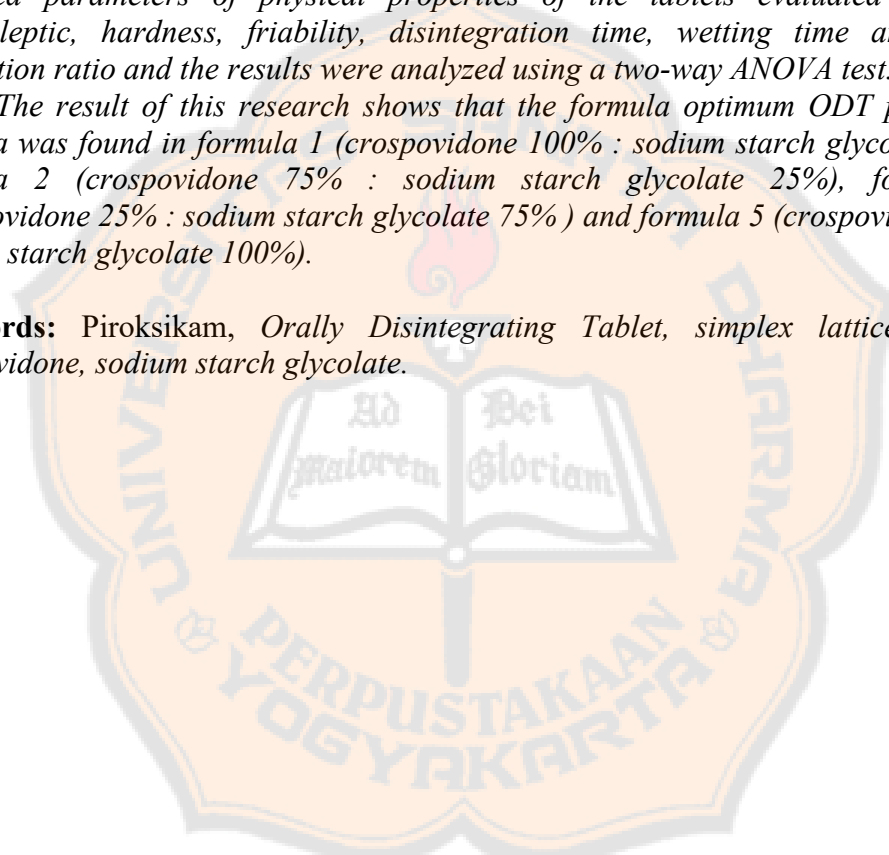 ed parameters of physical properties of the tablets evaluated
leptic, hardness, friability, disintegration time, wetting time a
tion ratio and the results were analyzed using a two-way ANOVA test.
The result of this research shows that the formula optimum ODT p
a was found in formula 1 (crospovidone 100% : sodium starch glyco
a 2 (crospovidone 75% : sodium starch glycolate 25%), fo
ovidone 25% : sodium starch glycolate 75% ) and formula 5 (crospovi
starch glycolate 100%).
rds: Piroksikam, Orally Disintegrating Tablet, simplex lattice
vidone, sodium starch glycolate.
UNIVERSITAS SANATA DHARMA
Ad Dei
Maiorem Gloriam
PERPUSTAKAAN
YOGYAKARTA